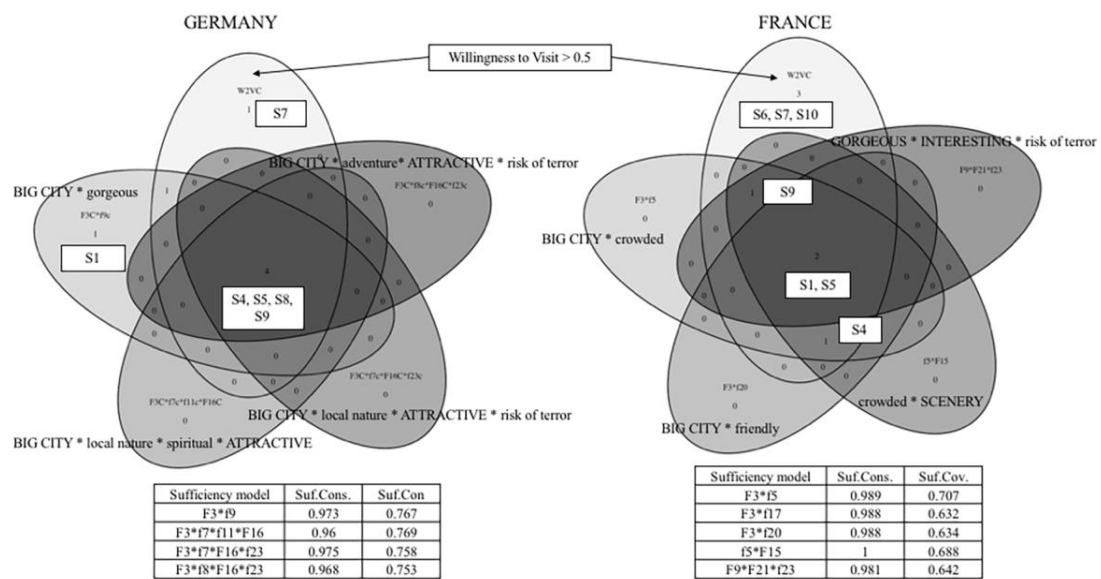 GERMANY
FRANCE
Willingness to Visit > 0.5
W2VC
1
S7
BIG CITY * adventure* ATTRACTIVE * risk of terror
F3C*f8c*F16C*f23c
0
BIG CITY * gorgeous
F3C*f9c
1
S1
1
4
S4, S5, S8,
S9
F3C*f7c*F16C*f23c
0
BIG CITY * local nature * ATTRACTIVE * risk of terror
F3C*f7c*f11c*F16C
0
BIG CITY * local nature * spiritual * ATTRACTIVE
W2VC
3
S6, S7, S10
GORGEOUS * INTERESTING * risk of terror
F9*F21*f23
0
1
S9
F3*f5
0
BIG CITY * crowded
2
S1, S5
S4
1
f5*F15
0
crowded * SCENERY
F3*f20
0
BIG CITY * friendly
Sufficiency model Suf.Cons. Suf.Con
F3*f9 0.973 0.767
F3*f7*f11*F16 0.96 0.769
F3*f7*F16*f23 0.975 0.758
F3*f8*F16*f23 0.968 0.753
Sufficiency model Suf.Cons. Suf.Cov.
F3*f5 0.989 0.707
F3*f17 0.988 0.632
F3*f20 0.988 0.634
f5*F15 1 0.688
F9*F21*f23 0.981 0.642